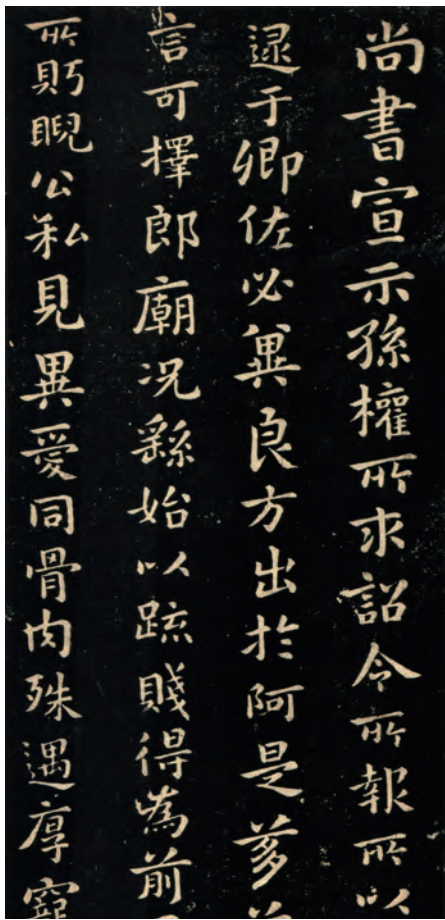 尚書宣示孫權所求詔令所報所以
逮于卿佐必冀良方出於阿是芻
言可擇郎廟況繇始以疏賤得為前
所眄睨公私見異愛同骨肉殊遇厚寵